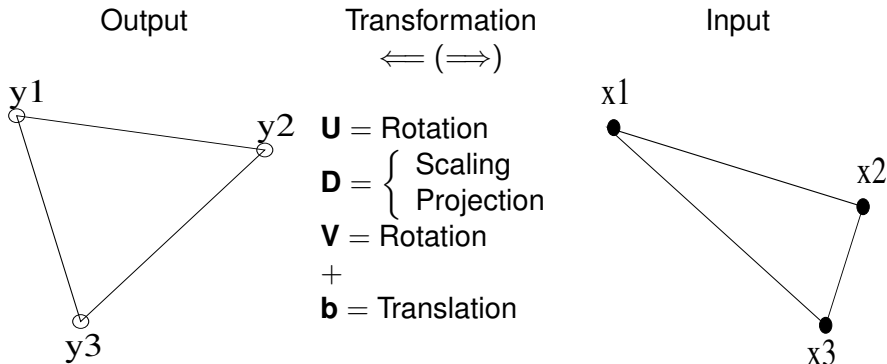 Output
Transformation
Input
⟸ (⟹)
y1
y2
y3
U = Rotation
D = { Scaling
Projection
V = Rotation
+
b = Translation
x1
x2
x3